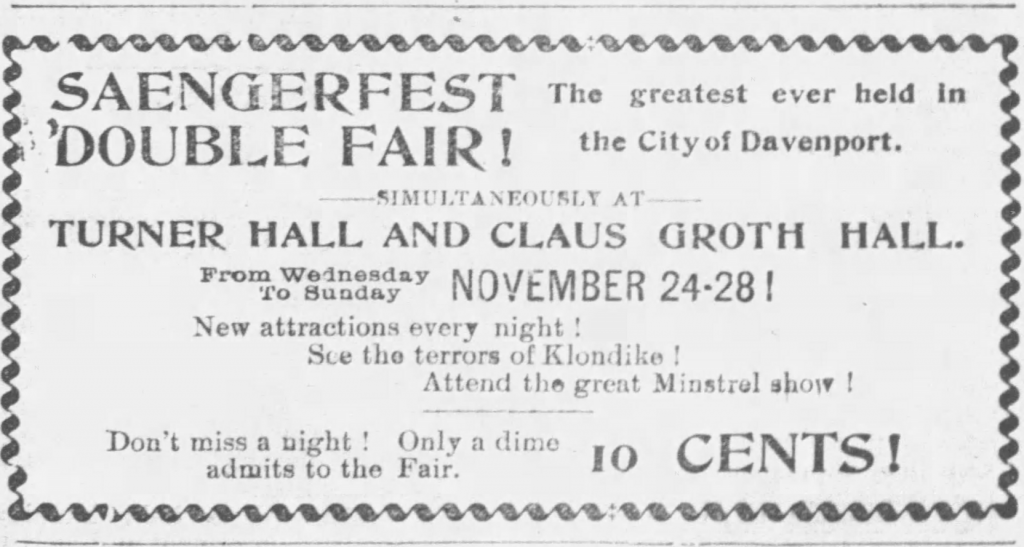 SAENGERFEST
'DOUBLE FAIR!
The greatest ever held in
the City of Davenport.
SIMULTANEOUSLY AT
TURNER HALL AND CLAUS GROTH HALL.
From Wednesday
To Sunday
NOVEMBER 24-28!
New attractions every night!
See the terrors of Klondike!
Attend the great Minstrel show!
Don't miss a night! Only a dime
admits to the Fair.
10 CENTS!